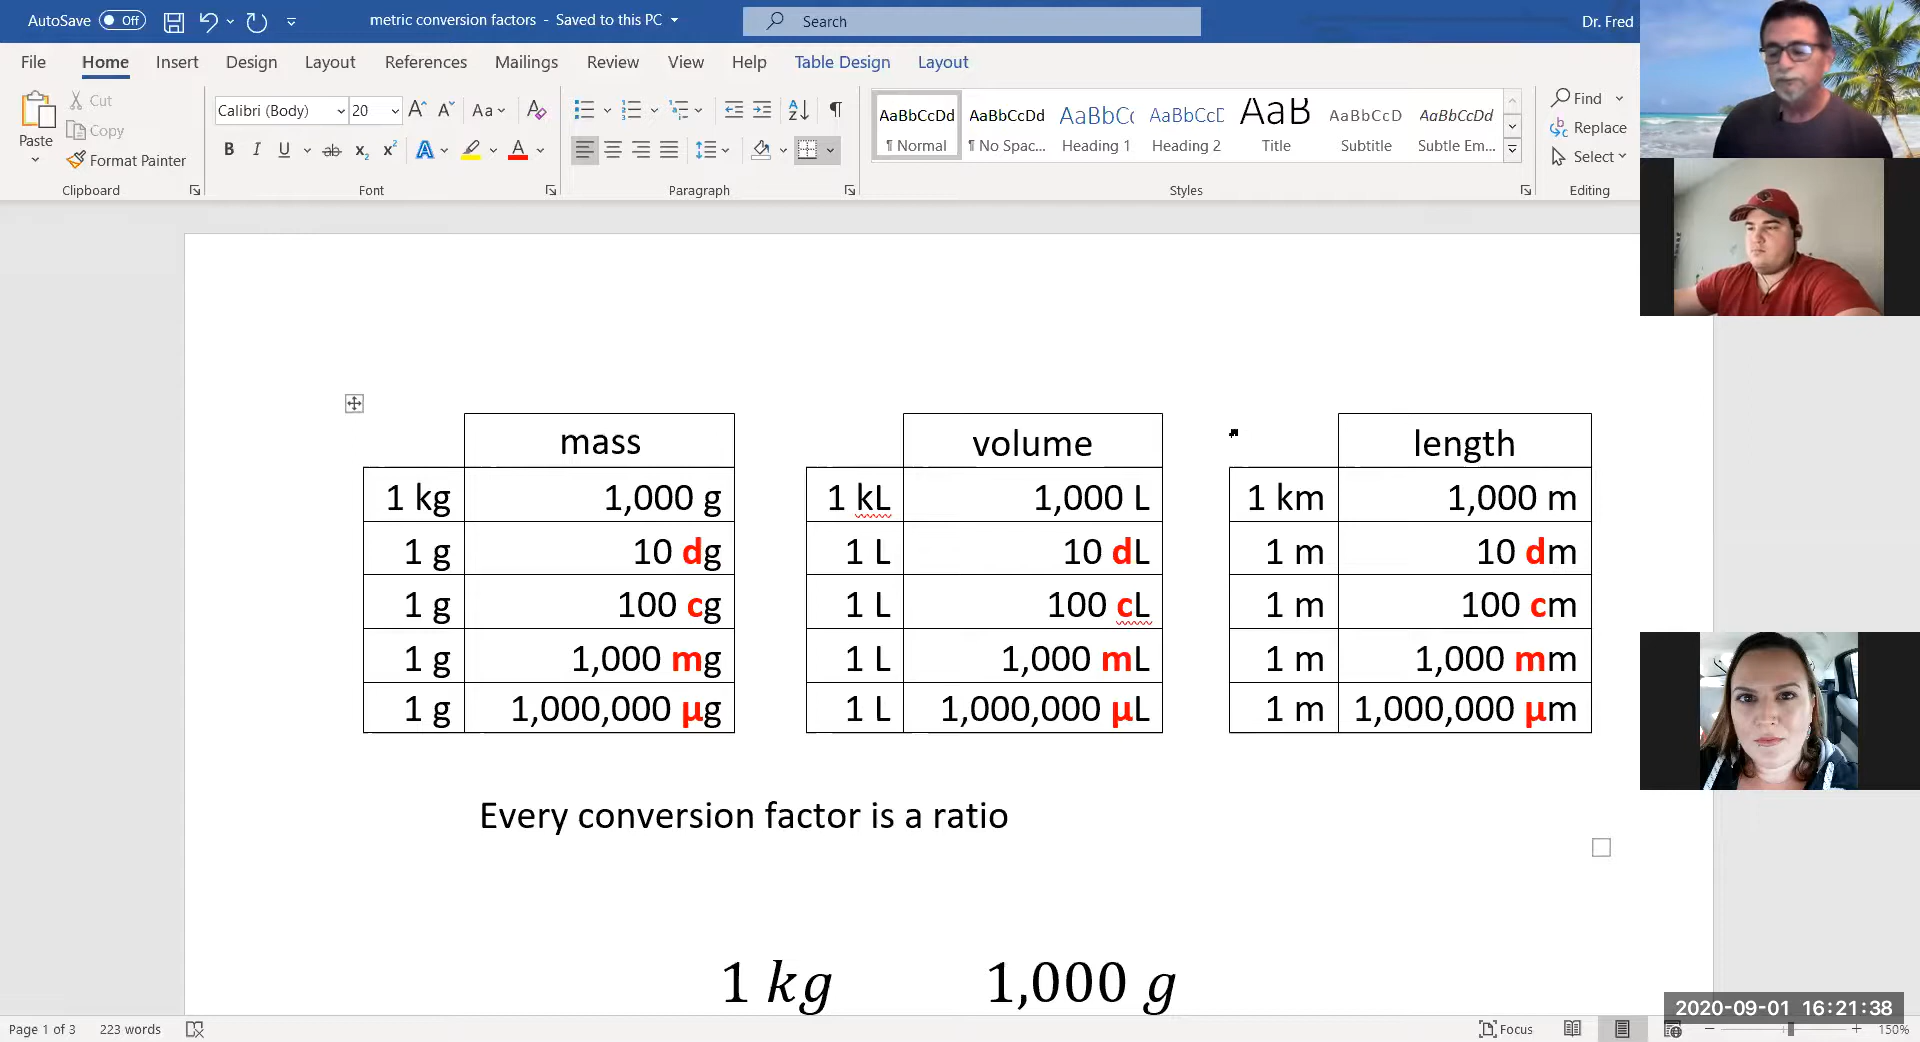 AutoSave Off metric conversion factors - Saved to this PC Search Dr. Fred
File Home Insert Design Layout References Mailings Review View Help Table Design Layout
Paste
Cut
Copy
Format Painter
Clipboard
Calibri (Body) 20 Aa
B I U ab x₂ x² A A
Font
Paragraph
AaBbCcDd AaBbCcDd AaBbCc AaBbCcD AaB AaBbCcD AaBbCcDd
¶ Normal ¶ No Spac... Heading 1 Heading 2 Title Subtitle Subtle Em...
Styles
Find
Replace
Select
Editing
mass
1 kg 1,000 g
1 g 10 dg
1 g 100 cg
1 g 1,000 mg
1 g 1,000,000 µg
volume
1 kL 1,000 L
1 L 10 dL
1 L 100 cL
1 L 1,000 mL
1 L 1,000,000 µL
length
1 km 1,000 m
1 m 10 dm
1 m 100 cm
1 m 1,000 mm
1 m 1,000,000 µm
Every conversion factor is a ratio
1 kg 1,000 g
2020-09-01 16:21:38
Page 1 of 3 223 words Focus 150%